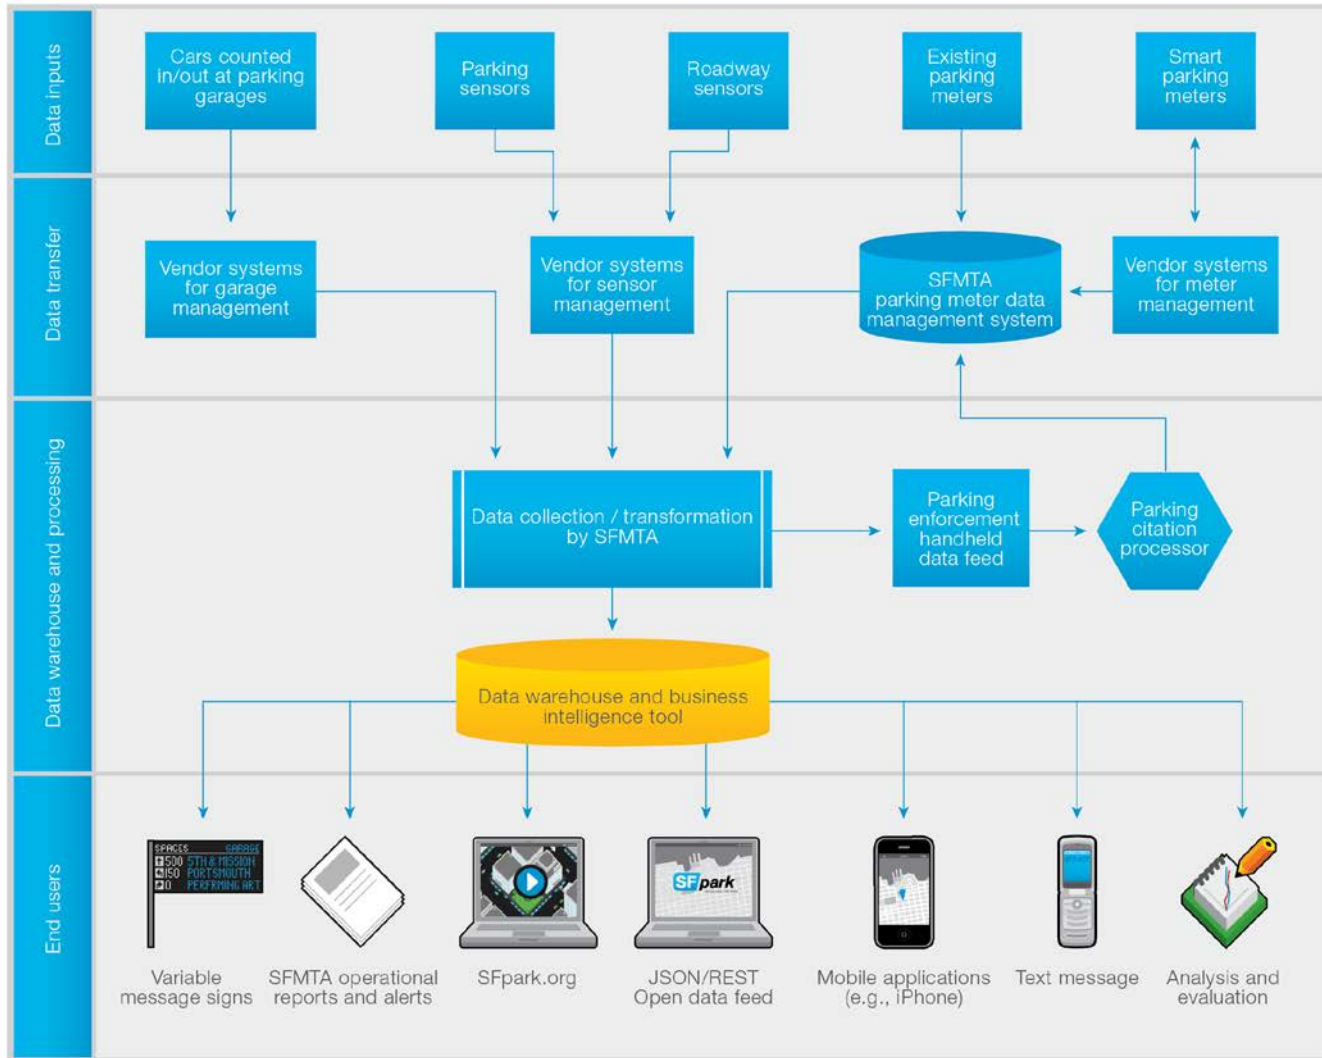 Data inputs
Cars counted
in/out at parking
garages
Parking
sensors
Roadway
sensors
Existing
parking
meters
Smart
parking
meters
Data transfer
Vendor systems
for garage
management
Vendor systems
for sensor
management
SFMTA
parking meter data
management system
Vendor systems
for meter
management
Data warehouse and processing
Data collection / transformation
by SFMTA
Parking
enforcement
handheld
data feed
Parking
citation
processor
Data warehouse and business
intelligence tool
End users
SPACES GARAGE
500 5TH & MISSION
150 PORTSMOUTH
0 PERFRMING ART
SFpark
Variable
message signs
SFMTA operational
reports and alerts
SFpark.org
JSON/REST
Open data feed
Mobile applications
(e.g., iPhone)
Text message
Analysis and
evaluation